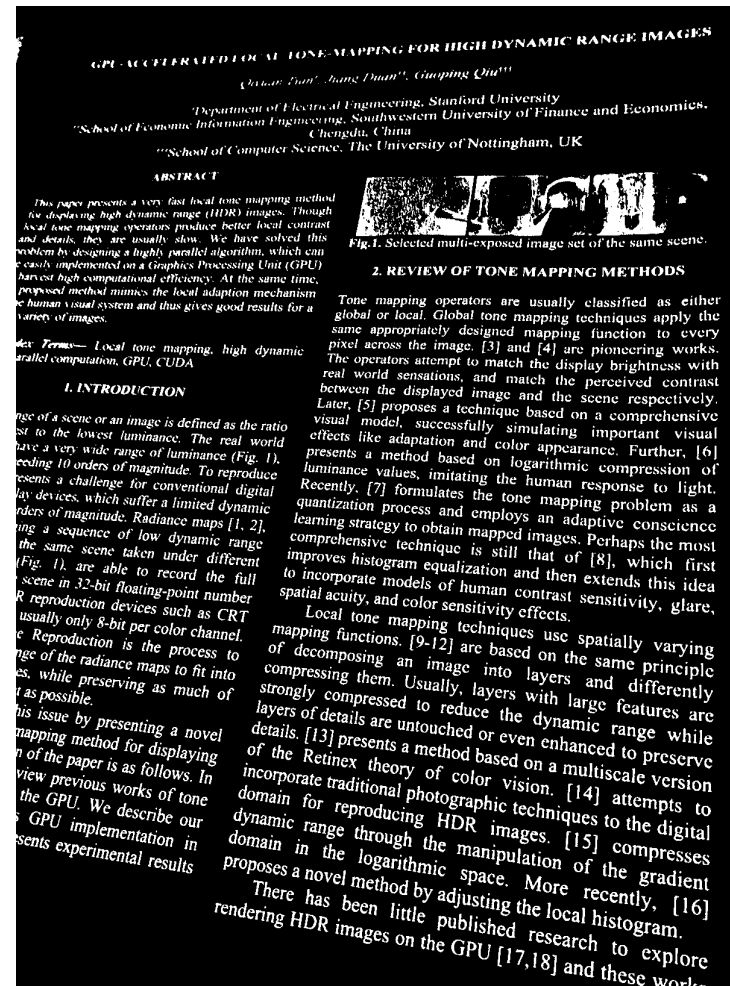 GPU-ACCELERATED LOCAL TONE-MAPPING FOR HIGH DYNAMIC RANGE IMAGES
Jiang Duan, Guoping Qiu
Department of Electrical Engineering, Stanford University
School of Economic Information Engineering, Southwestern University of Finance and Economics,
Chengdu, China
School of Computer Science, The University of Nottingham, UK
ABSTRACT
This paper presents a very fast local tone mapping method
for displaying high dynamic range (HDR) images. Though
local tone mapping operators produce better local contrast
and details, they are usually slow. We have solved this
problem by designing a highly parallel algorithm, which can
easily implemented on a Graphics Processing Unit (GPU)
harvest high computational efficiency. At the same time,
proposed method mimics the local adaption mechanism
human visual system and thus gives good results for a
variety of images.
Terms— Local tone mapping, high dynamic
parallel computation, GPU, CUDA
1. INTRODUCTION
of a scene or an image is defined as the ratio
to the lowest luminance. The real world
have a very wide range of luminance (Fig. 1),
10 orders of magnitude. To reproduce
a challenge for conventional digital
devices, which suffer a limited dynamic
of magnitude. Radiance maps [1, 2],
a sequence of low dynamic range
the same scene taken under different
(Fig. 1), are able to record the full
scene in 32-bit floating-point number
reproduction devices such as CRT
usually only 8-bit per color channel.
Reproduction is the process to
of the radiance maps to fit into
while preserving as much of
as possible.
this issue by presenting a novel
mapping method for displaying
of the paper is as follows. In
view previous works of tone
the GPU. We describe our
GPU implementation in
experimental results
Fig.1. Selected multi-exposed image set of the same scene.
2. REVIEW OF TONE MAPPING METHODS
Tone mapping operators are usually classified as either
global or local. Global tone mapping techniques apply the
same appropriately designed mapping function to every
pixel across the image. [3] and [4] are pioneering works.
The operators attempt to match the display brightness with
real world sensations, and match the perceived contrast
between the displayed image and the scene respectively.
Later, [5] proposes a technique based on a comprehensive
visual model, successfully simulating important visual
effects like adaptation and color appearance. Further, [6]
presents a method based on logarithmic compression of
luminance values, imitating the human response to light.
Recently, [7] formulates the tone mapping problem as a
quantization process and employs an adaptive conscience
learning strategy to obtain mapped images. Perhaps the most
comprehensive technique is still that of [8], which first
improves histogram equalization and then extends this idea
to incorporate models of human contrast sensitivity, glare,
spatial acuity, and color sensitivity effects.
Local tone mapping techniques use spatially varying
mapping functions. [9-12] are based on the same principle
of decomposing an image into layers and differently
compressing them. Usually, layers with large features are
strongly compressed to reduce the dynamic range while
layers of details are untouched or even enhanced to preserve
details. [13] presents a method based on a multiscale version
of the Retinex theory of color vision. [14] attempts to
incorporate traditional photographic techniques to the digital
domain for reproducing HDR images. [15] compresses
dynamic range through the manipulation of the gradient
domain in the logarithmic space. More recently, [16]
proposes a novel method by adjusting the local histogram.
There has been little published research to explore
rendering HDR images on the GPU [17,18] and these works